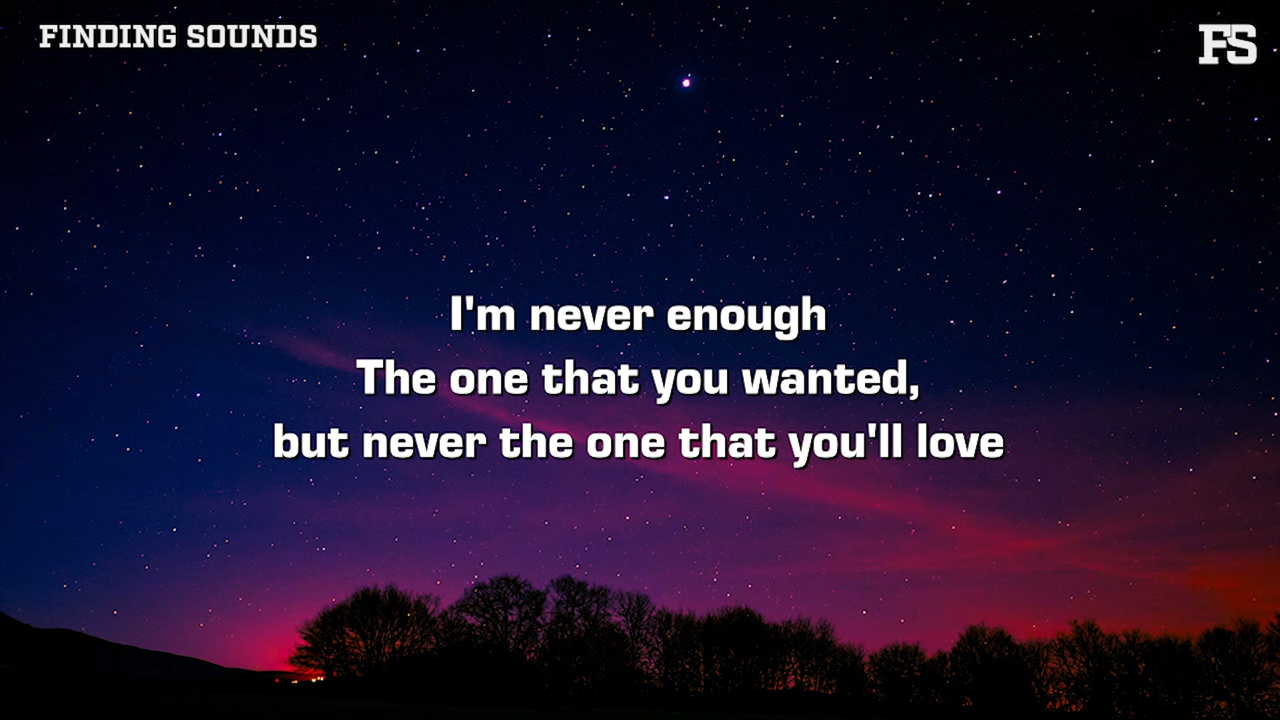 FINDING SOUNDS
FS
I'm never enough
The one that you wanted,
but never the one that you'll love